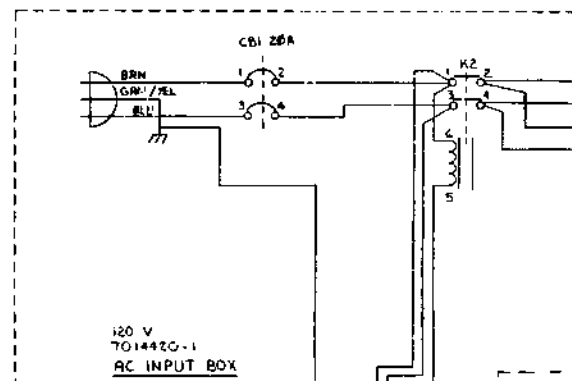 CB1 20A
BRN
1 2
GRN/YEL
3 4
BLU
K2
1 2
3 4
5
120 V
7014420-1
AC INPUT BOX